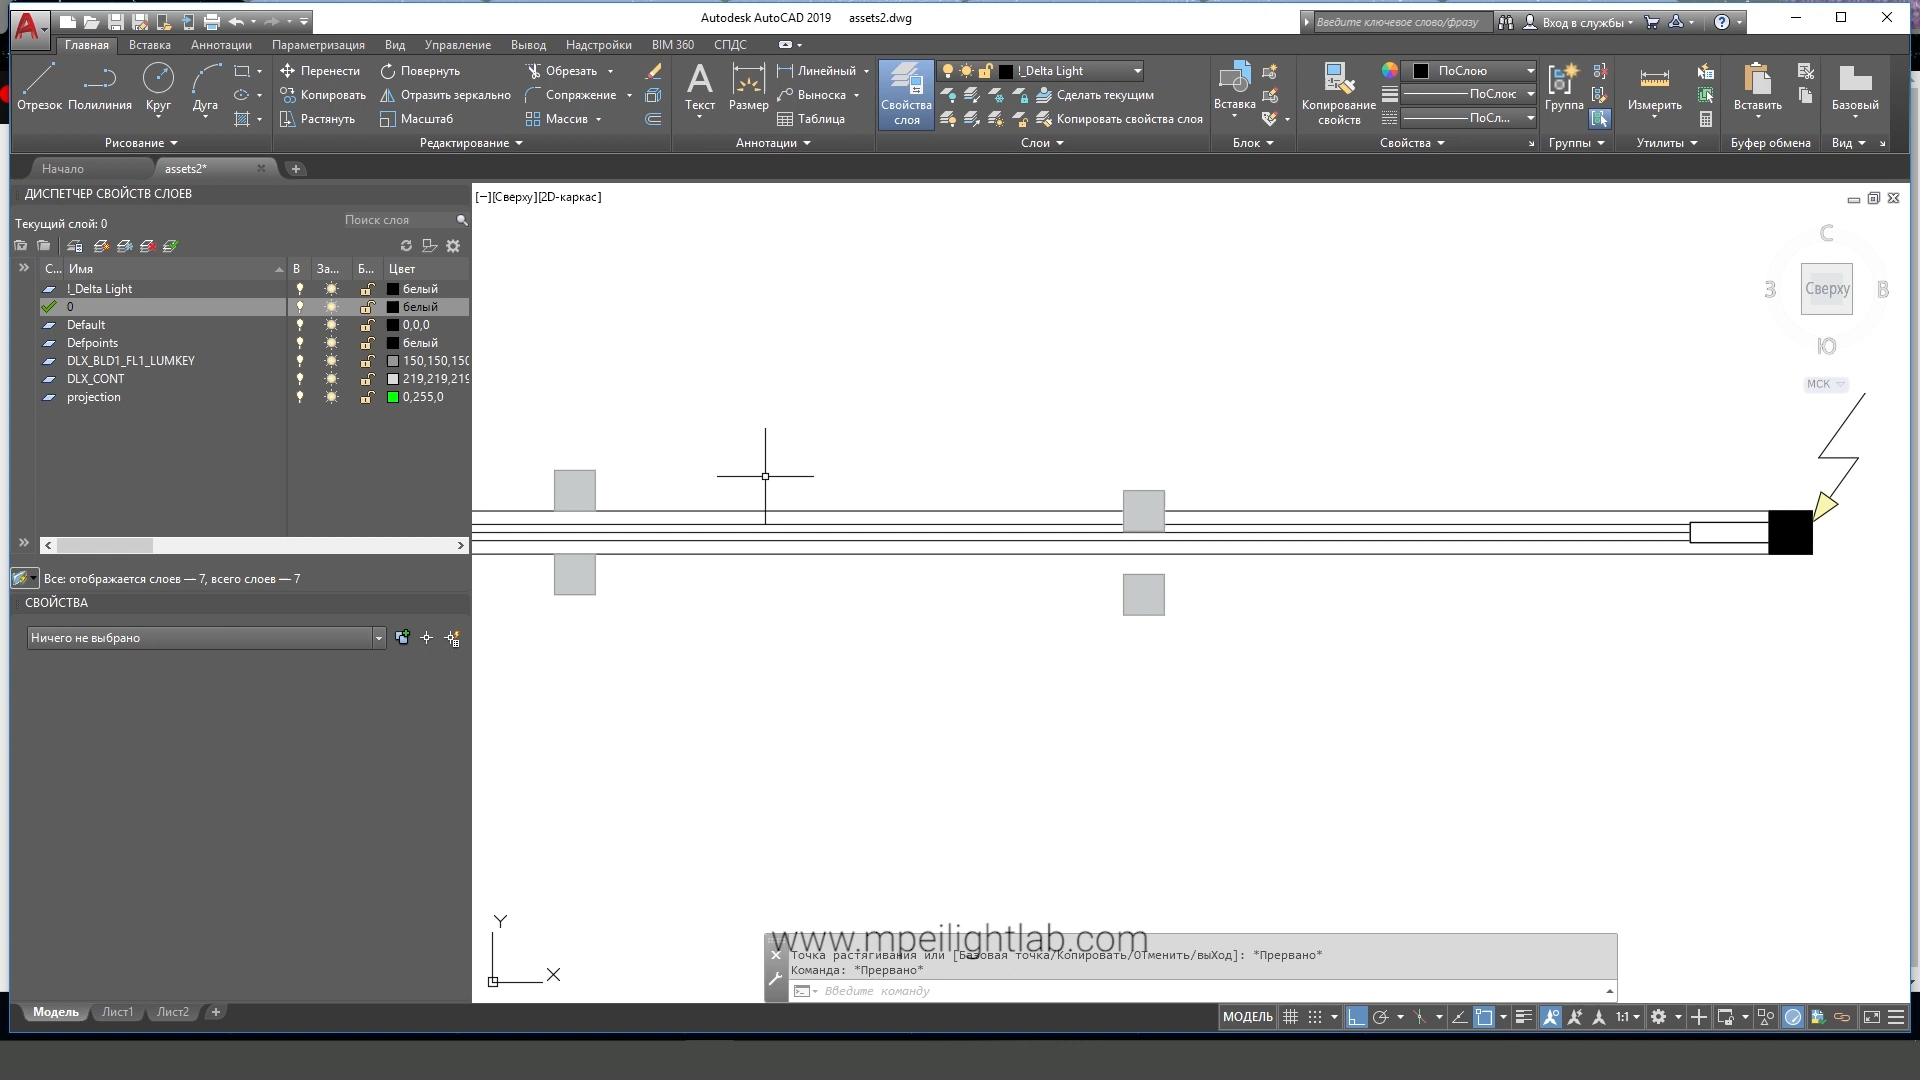 Autodesk AutoCAD 2019 assets2.dwg
Введите ключевое слово/фразу
Вход в службы
Главная Вставка Аннотации Параметризация Вид Управление Вывод Надстройки BIM 360 СПДС
Отрезок Полилиния Круг Дуга
Рисование
Перенести Повернуть Обрезать
Копировать Отразить зеркально Сопряжение
Растянуть Масштаб Массив
Редактирование
Текст Размер
Линейный
Выноска
Таблица
Аннотации
Свойства
слоя
!_Delta Light
Сделать текущим
Копировать свойства слоя
Слои
Вставка
Блок
Копирование
свойств
ПоСлою
ПоСлою
ПоСл...
Свойства
Группа
Группы
Измерить
Утилиты
Вставить
Буфер обмена
Базовый
Вид
Начало assets2*
ДИСПЕТЧЕР СВОЙСТВ СЛОЕВ
Текущий слой: 0
Поиск слоя
С... Имя В За... Б... Цвет
!_Delta Light белый
0 белый
Default 0,0,0
Defpoints белый
DLX_BLD1_FL1_LUMKEY 150,150,150
DLX_CONT 219,219,219
projection 0,255,0
Все: отображается слоев — 7, всего слоев — 7
СВОЙСТВА
Ничего не выбрано
[−][Сверху][2D-каркас]
С
З Сверху В
Ю
МСК
Y
X
www.mpeilightlab.com
Точка растягивания или [Базовая точка/Копировать/ОТменить/выХод]: *Прервано*
Команда: *Прервано*
Введите команду
Модель Лист1 Лист2
МОДЕЛЬ 1:1